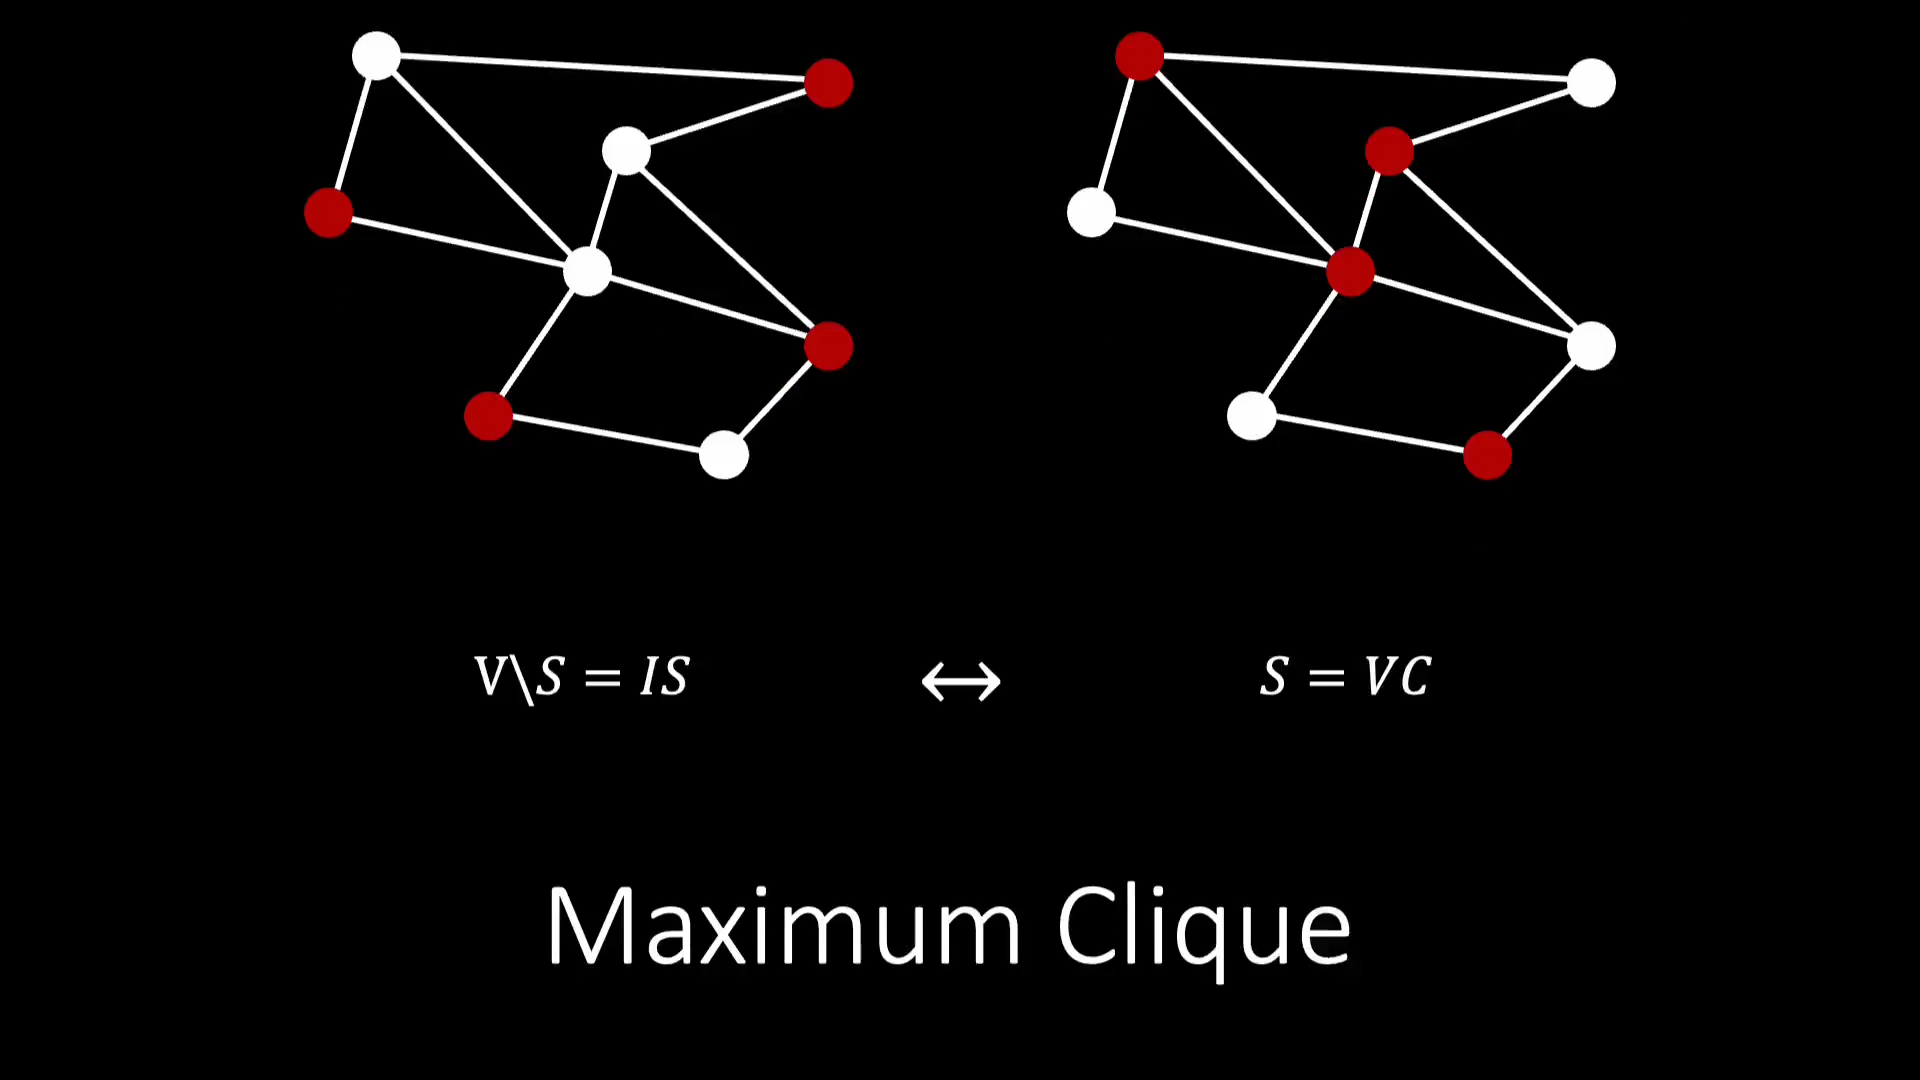 V\S = IS ↔ S = VC
Maximum Clique